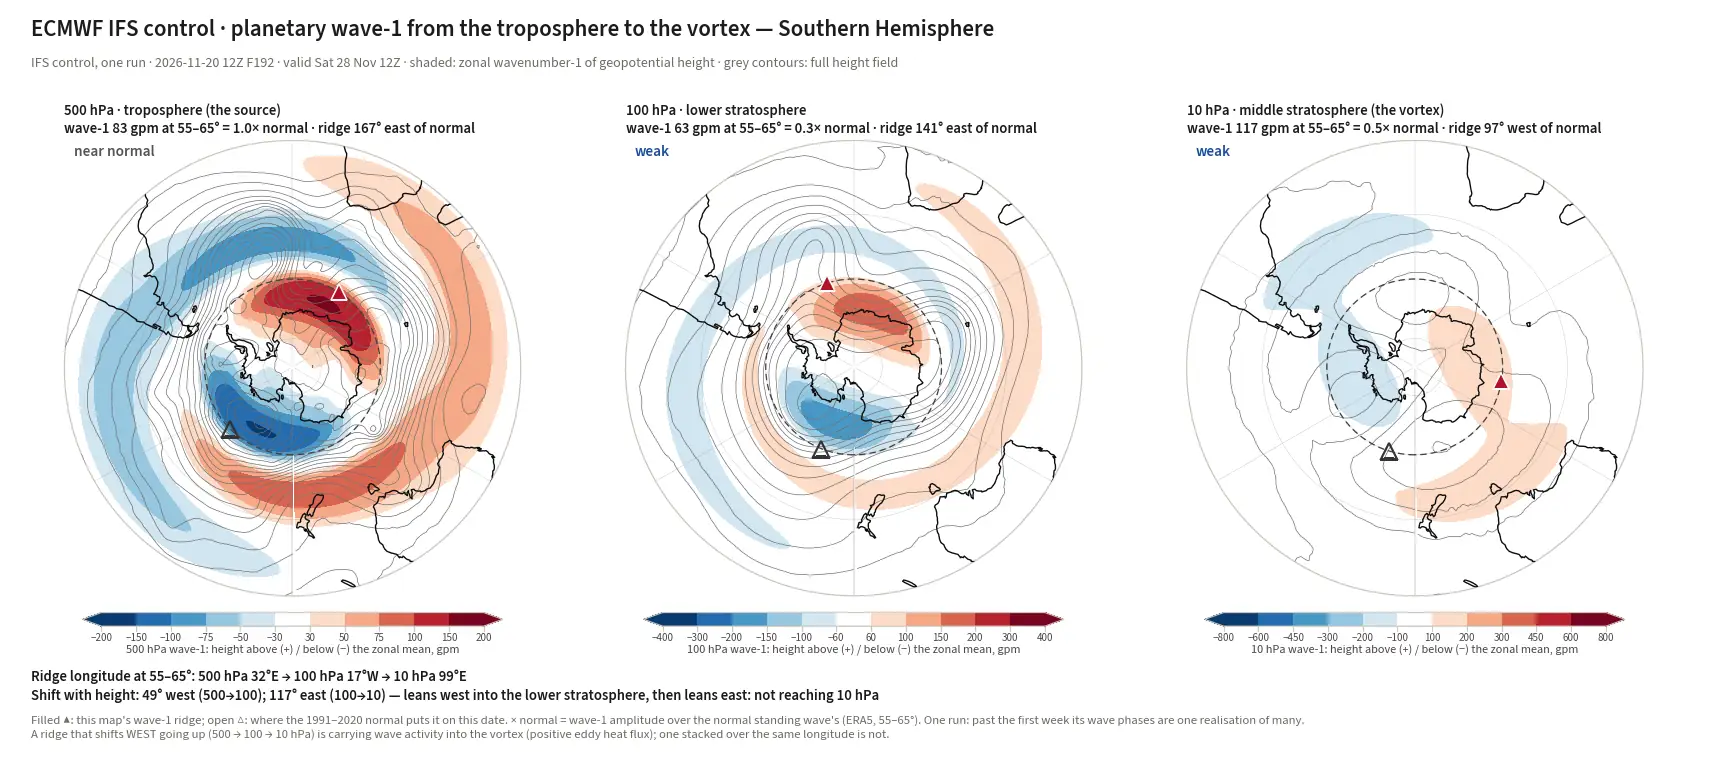 ECMWF IFS control · planetary wave-1 from the troposphere to the vortex — Southern Hemisphere
IFS control, one run · 2026-11-20 12Z F192 · valid Sat 28 Nov 12Z · shaded: zonal wavenumber-1 of geopotential height · grey contours: full height field
500 hPa · troposphere (the source)
wave-1 83 gpm at 55–65° = 1.0× normal · ridge 167° east of normal
near normal
100 hPa · lower stratosphere
wave-1 63 gpm at 55–65° = 0.3× normal · ridge 141° east of normal
weak
10 hPa · middle stratosphere (the vortex)
wave-1 117 gpm at 55–65° = 0.5× normal · ridge 97° west of normal
weak
−200 −150 −100 −75 −50 −30 30 50 75 100 150 200
500 hPa wave-1: height above (+) / below (−) the zonal mean, gpm
−400 −300 −200 −150 −100 −60 60 100 150 200 300 400
100 hPa wave-1: height above (+) / below (−) the zonal mean, gpm
−800 −600 −450 −300 −200 −100 100 200 300 450 600 800
10 hPa wave-1: height above (+) / below (−) the zonal mean, gpm
Ridge longitude at 55–65°: 500 hPa 32°E → 100 hPa 17°W → 10 hPa 99°E
Shift with height: 49° west (500→100); 117° east (100→10) — leans west into the lower stratosphere, then leans east: not reaching 10 hPa
Filled ▲: this map's wave-1 ridge; open △: where the 1991–2020 normal puts it on this date. × normal = wave-1 amplitude over the normal standing wave's (ERA5, 55–65°). One run: past the first week its wave phases are one realisation of many.
A ridge that shifts WEST going up (500 → 100 → 10 hPa) is carrying wave activity into the vortex (positive eddy heat flux); one stacked over the same longitude is not.